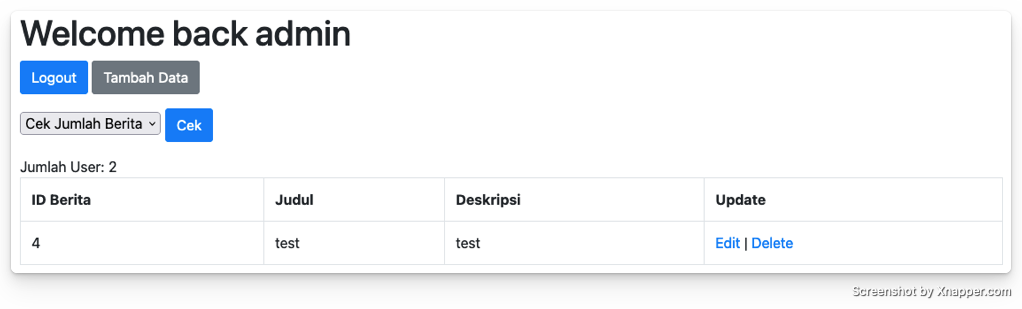 Welcome back admin
Logout Tambah Data
Cek Jumlah Berita Cek
Jumlah User: 2
ID Berita Judul Deskripsi Update
4 test test Edit | Delete
Screenshot by Xnapper.com